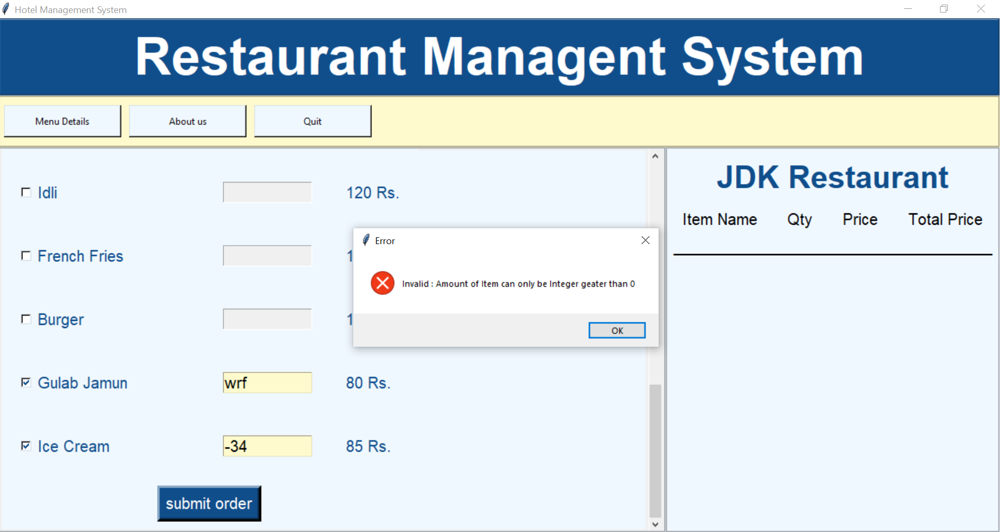 Hotel Management System
Restaurant Managent System
Menu Details About us Quit
Idli 120 Rs.
French Fries 1
Burger 1
Gulab Jamun wrf 80 Rs.
Ice Cream -34 85 Rs.
submit order
Error
Invalid : Amount of Item can only be Integer geater than 0
OK
JDK Restaurant
Item Name Qty Price Total Price